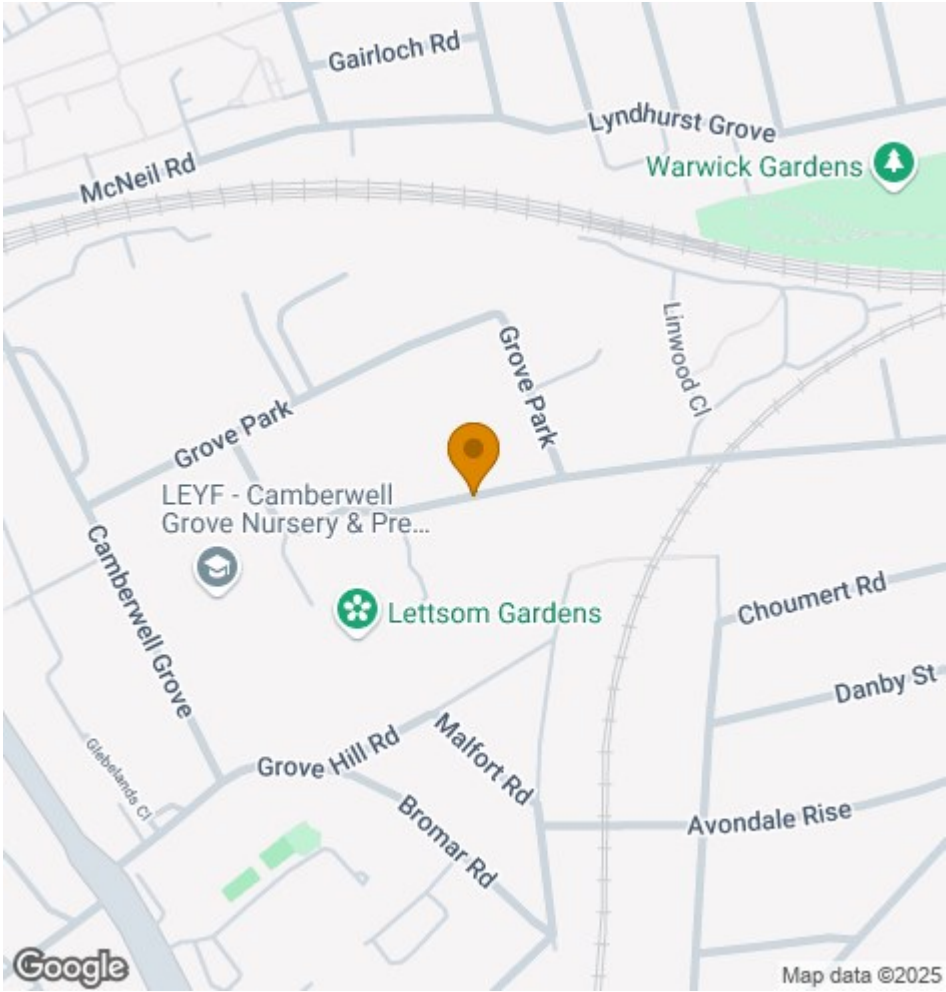 Gairloch Rd
Lyndhurst Grove
McNeil Rd
Warwick Gardens
Linwood Cl
Grove Park
Grove Park
LEYF - Camberwell
Grove Nursery & Pre...
Camberwell Grove
Lettsom Gardens
Choumert Rd
Danby St
Glebelands Cl
Grove Hill Rd
Malfort Rd
Bromar Rd
Avondale Rise
Google
Map data ©2025